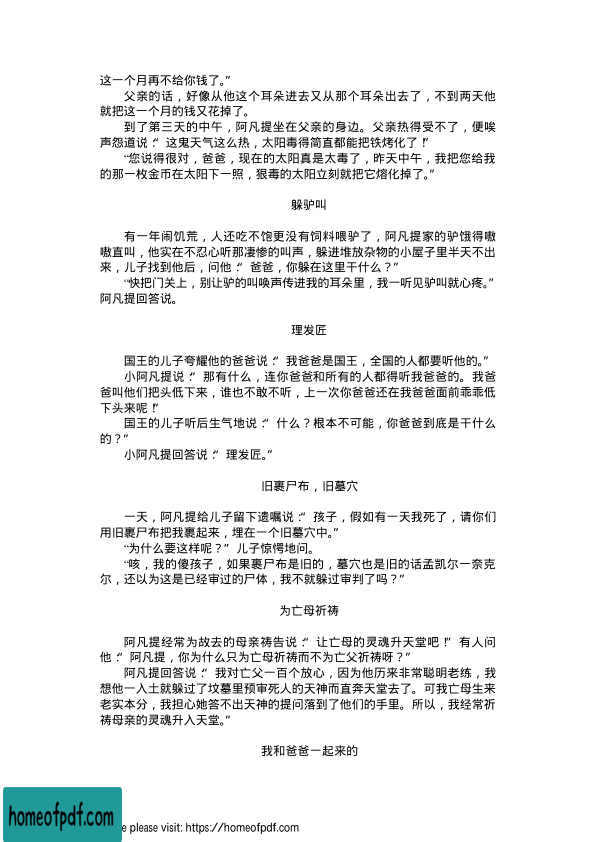 这一个月再不给你钱了。”
父亲的话，好像从他这个耳朵进去又从那个耳朵出去了，不到两天他
就把这一个月的钱又花掉了。
到了第三天的中午，阿凡提坐在父亲的身边。父亲热得受不了，便唉
声怨道说：“这鬼天气这么热，太阳毒得简直都能把铁烤化了！”
“您说得很对，爸爸，现在的太阳真是太毒了，昨天中午，我把您给我
的那一枚金币在太阳下一照，狠毒的太阳立刻就把它熔化掉了。”
躲驴叫
有一年闹饥荒，人还吃不饱更没有饲料喂驴了，阿凡提家的驴饿得嗷
嗷直叫，他实在不忍心听那凄惨的叫声，躲进堆放杂物的小屋子里半天不出
来，儿子找到他后，问他：“爸爸，你躲在这里干什么？”
“快把门关上，别让驴的叫唤声传进我的耳朵里，我一听见驴叫就心疼。”
阿凡提回答说。
理发匠
国王的儿子夸耀他的爸爸说：“我爸爸是国王，全国的人都要听他的。”
小阿凡提说：“那有什么，连你爸爸和所有的人都得听我爸爸的。我爸
爸叫他们把头低下来，谁也不敢不听，上一次你爸爸还在我爸爸面前乖乖低
下头来呢！”
国王的儿子听后生气地说：“什么？根本不可能，你爸爸到底是干什么
的？”
小阿凡提回答说：“理发匠。”
旧裹尸布，旧墓穴
一天，阿凡提给儿子留下遗嘱说：“孩子，假如有一天我死了，请你们
用旧裹尸布把我裹起来，埋在一个旧墓穴中。”
“为什么要这样呢？”儿子惊愕地问。
“咳，我的傻孩子，如果裹尸布是旧的，墓穴也是旧的话孟凯尔一奈克
尔，还以为这是已经审过的尸体，我不就躲过审判了吗？”
为亡母祈祷
阿凡提经常为故去的母亲祷告说：“让亡母的灵魂升天堂吧！”有人问
他：“阿凡提，你为什么只为亡母祈祷而不为亡父祈祷呀？”
阿凡提回答说：“我对亡父一百个放心，因为他历来非常聪明老练，我
想他一入土就躲过了坟墓里预审死人的天神而直奔天堂去了。可我亡母生来
老实本分，我担心她答不出天神的提问落到了他们的手里。所以，我经常祈
祷母亲的灵魂升入天堂。”
我和爸爸一起来的
homeofpdf.com
e please visit: https://homeofpdf.com